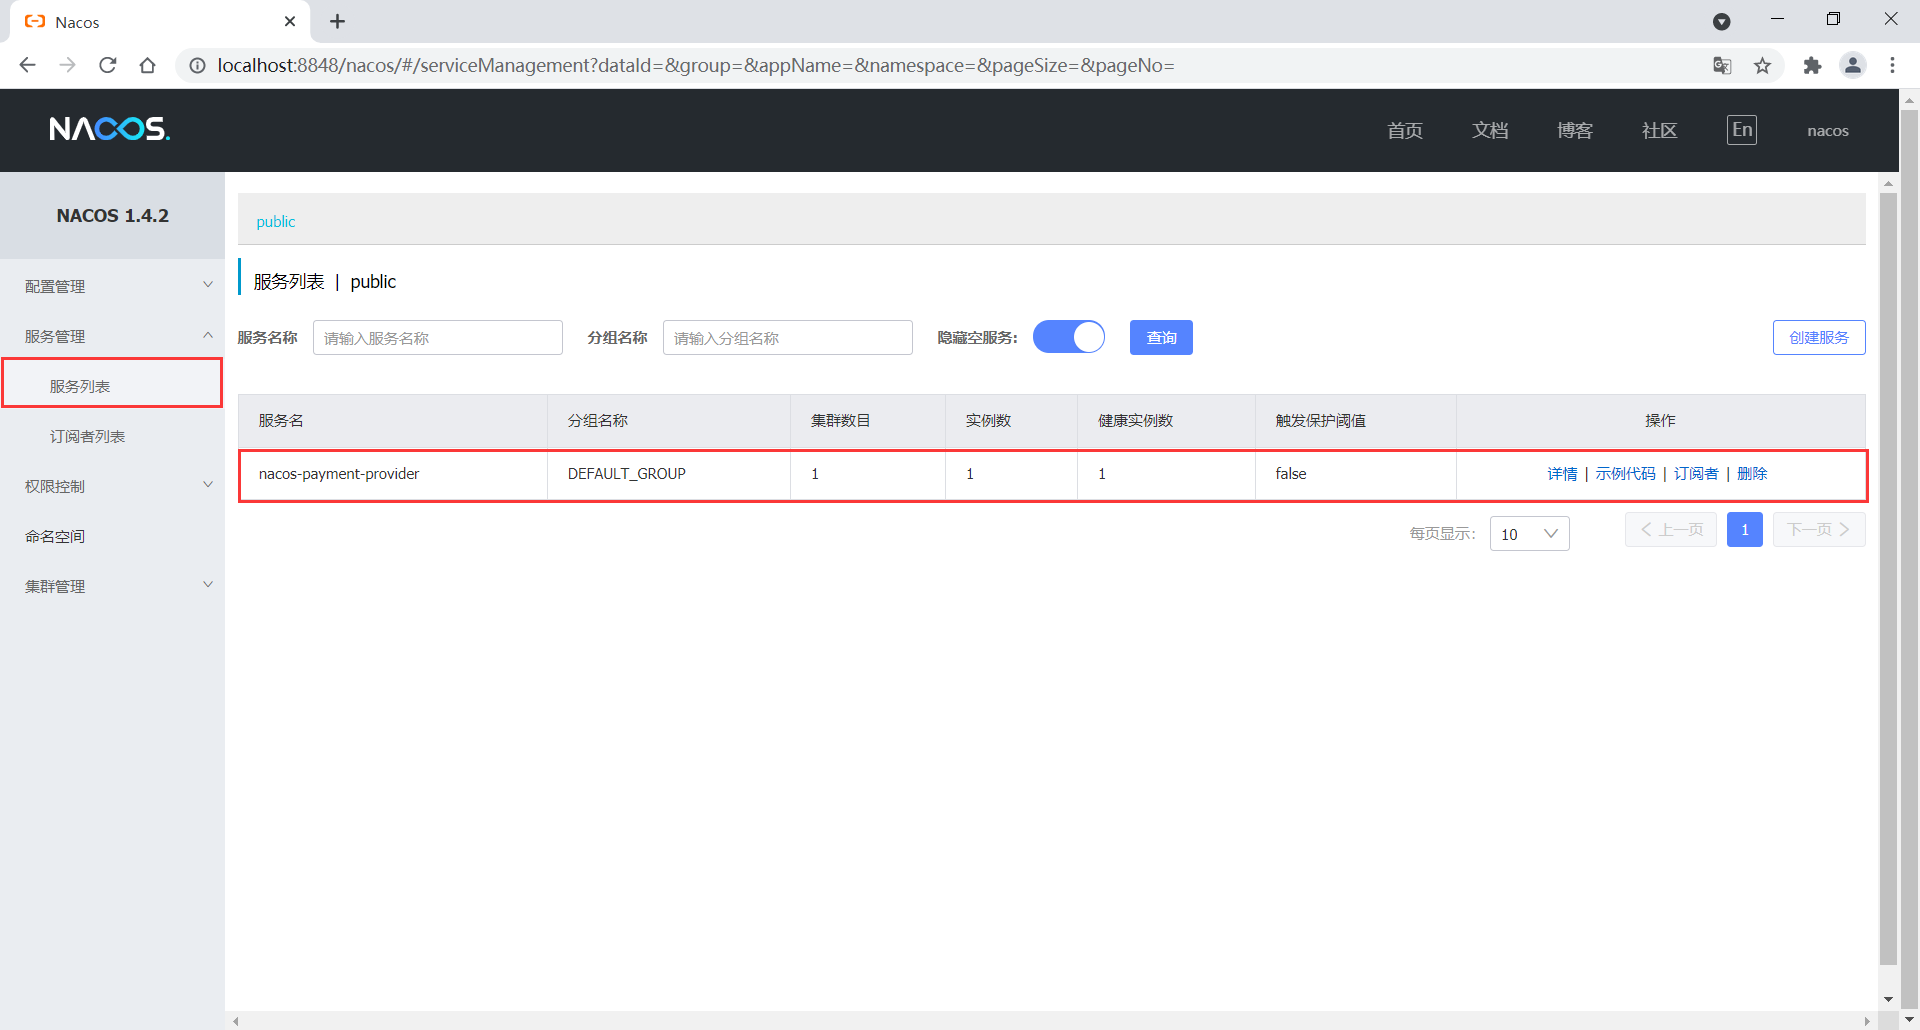 Nacos
localhost:8848/nacos/#/serviceManagement?dataId=&group=&appName=&namespace=&pageSize=&pageNo=
NACOS.
首页 文档 博客 社区 En nacos
NACOS 1.4.2
配置管理
服务管理
服务列表
订阅者列表
权限控制
命名空间
集群管理
public
服务列表 | public
服务名称 请输入服务名称 分组名称 请输入分组名称 隐藏空服务: 查询 创建服务
服务名 分组名称 集群数目 实例数 健康实例数 触发保护阈值 操作
nacos-payment-provider DEFAULT_GROUP 1 1 1 false 详情 | 示例代码 | 订阅者 | 删除
每页显示: 10 上一页 1 下一页